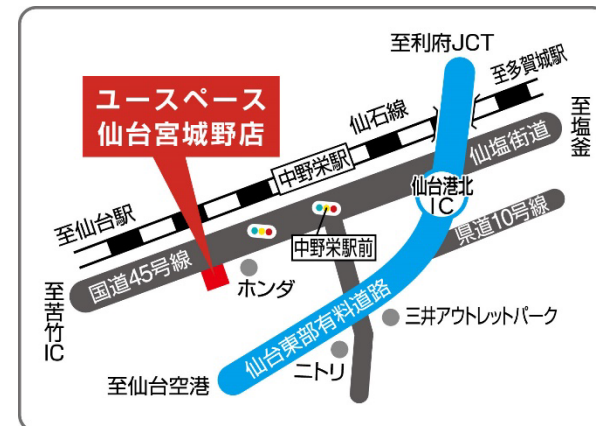 至利府JCT
至多賀城駅
ユースペース
仙台宮城野店
仙石線
至塩釜
仙塩街道
中野栄駅
仙台港北
IC
至仙台駅
県道10号線
中野栄駅前
国道45号線
ホンダ
至苦竹IC
三井アウトレットパーク
仙台東部有料道路
ニトリ
至仙台空港